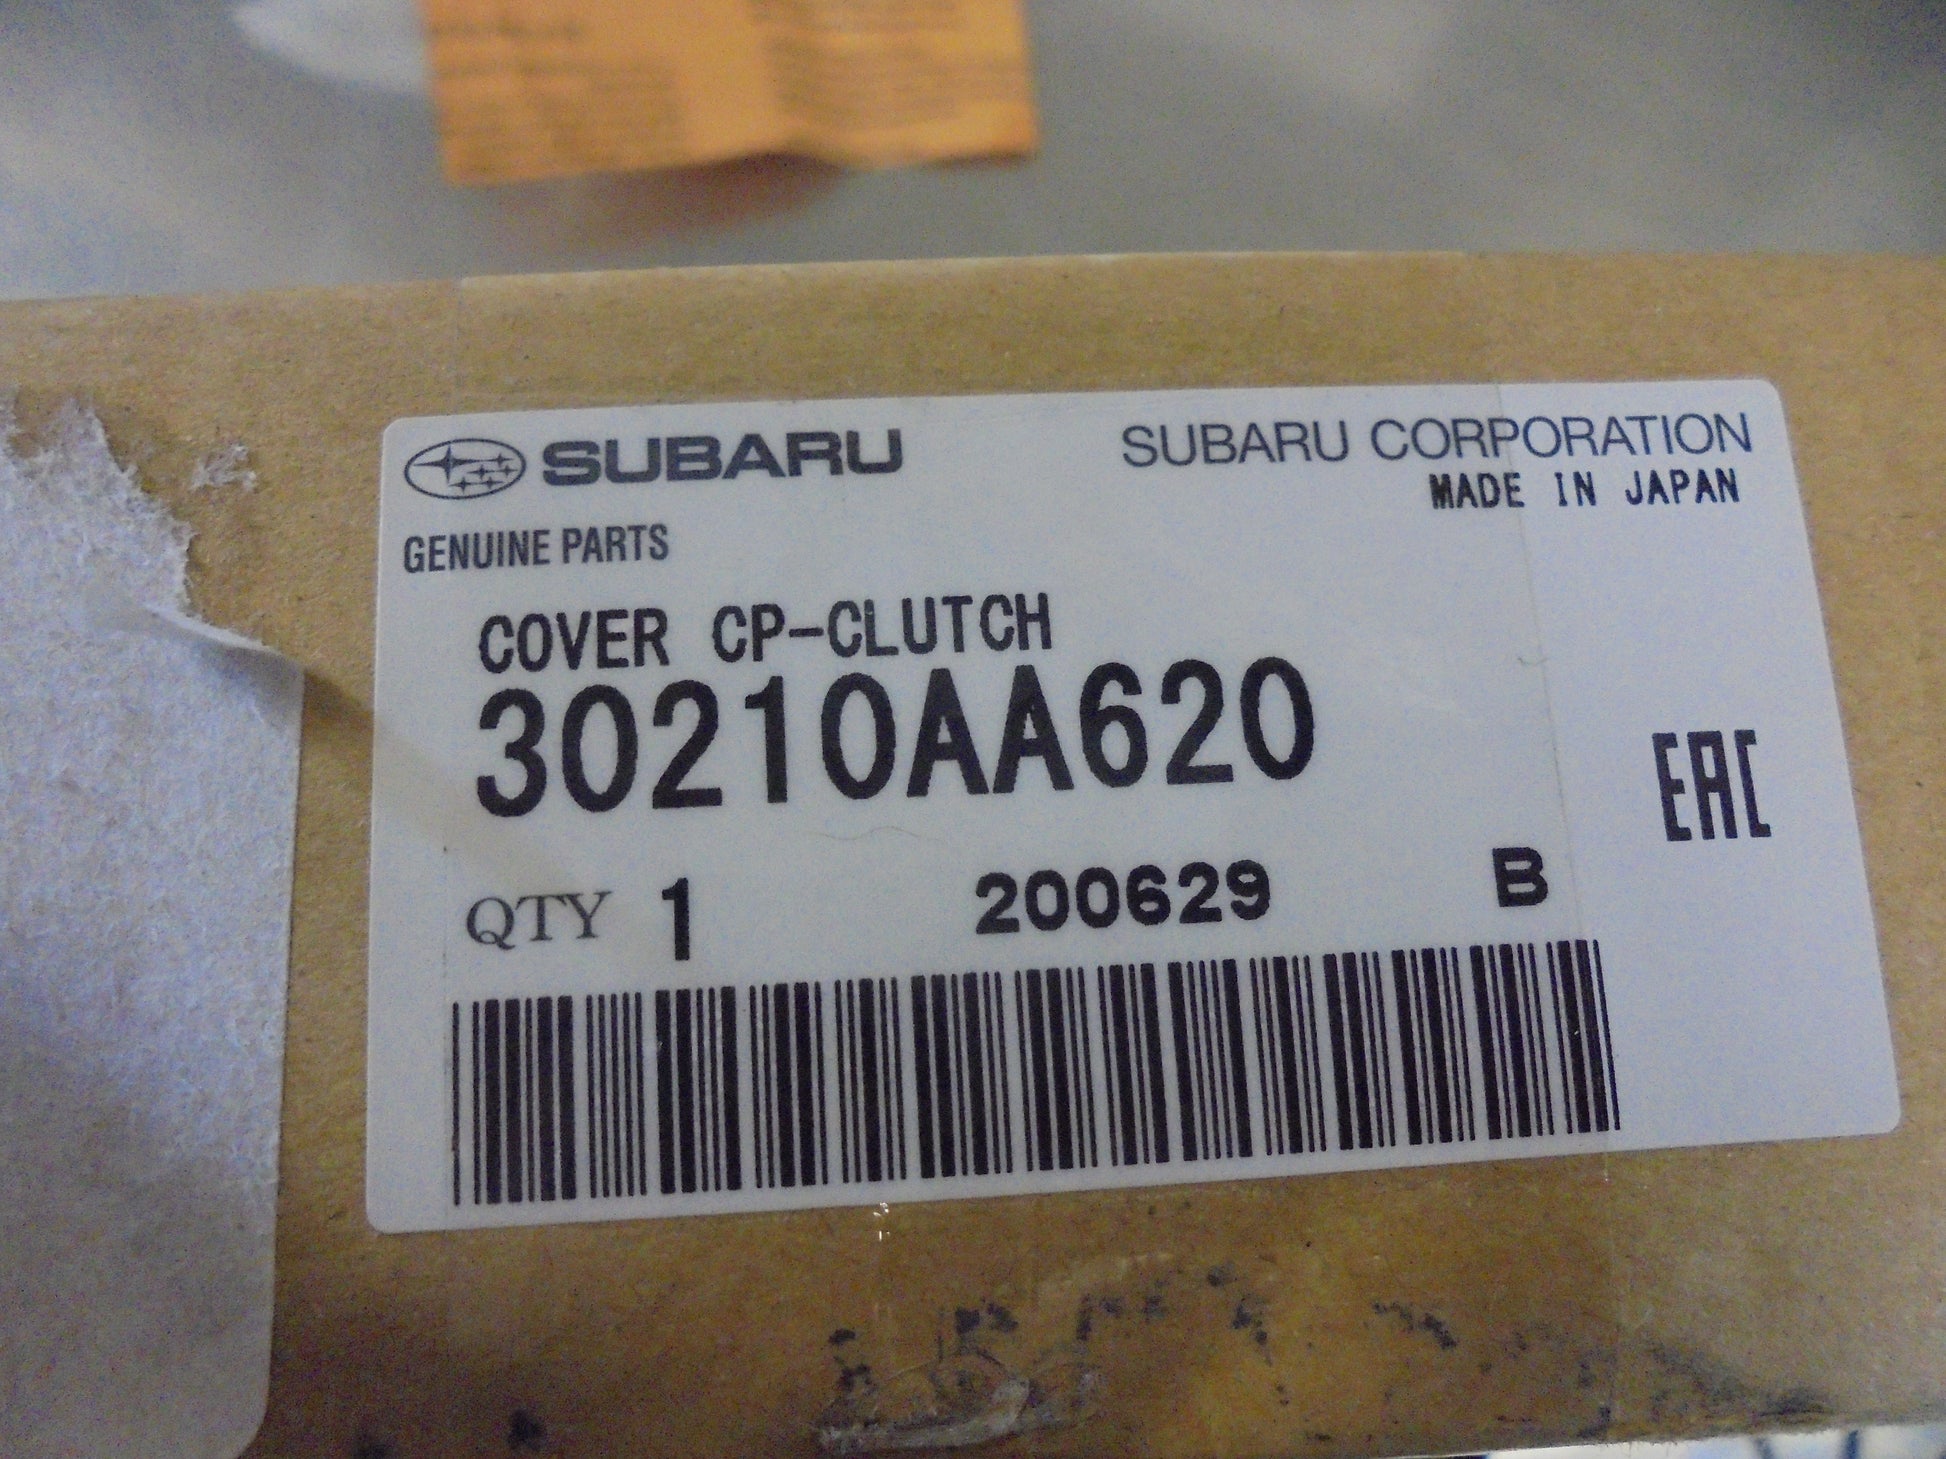 SUBARU
SUBARU CORPORATION
MADE IN JAPAN
GENUINE PARTS
COVER CP-CLUTCH
30210AA620
EAC
QTY 1 200629 B